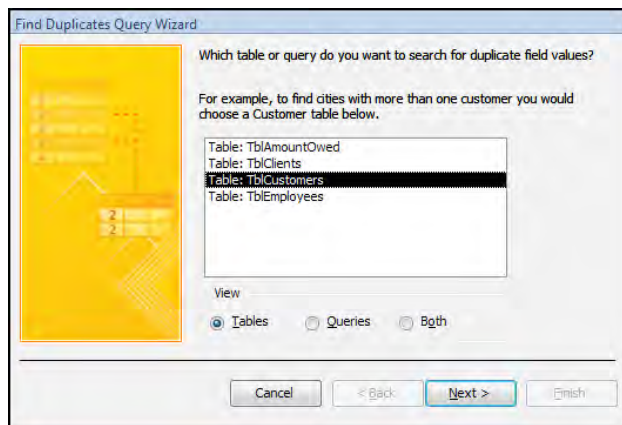 Find Duplicates Query Wizard
Which table or query do you want to search for duplicate field values?
For example, to find cities with more than one customer you would
choose a Customer table below.
Table: TblAmountOwed
Table: TblClients
Table: TblCustomers
Table: TblEmployees
2
2
View
Tables Queries Both
Cancel < Back Next > Finish